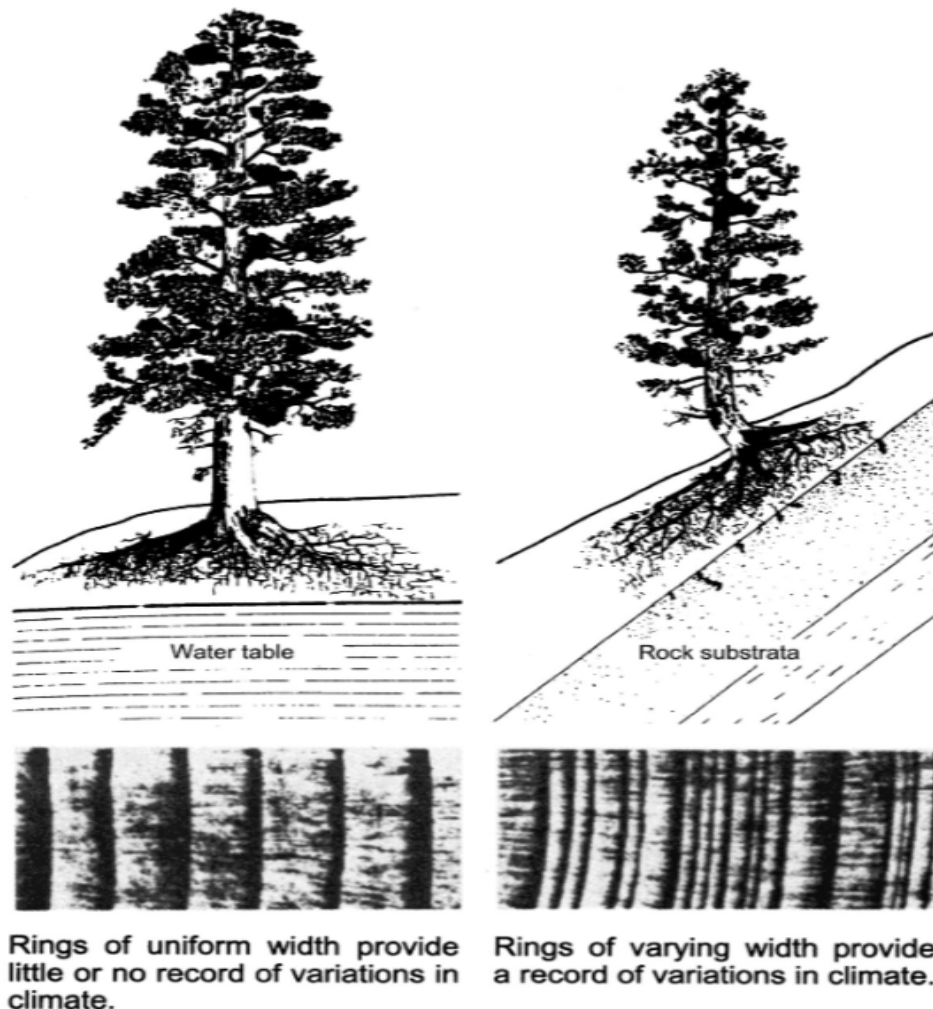 Water table
Rock substrata
Rings of uniform width provide
little or no record of variations in
climate.
Rings of varying width provide
a record of variations in climate.